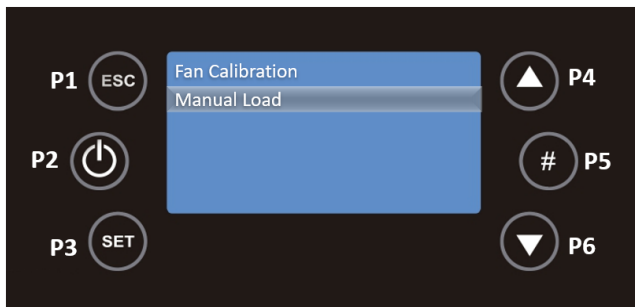 P1 ESC
Fan Calibration
Manual Load
P4
P2
# P5
P3 SET
P6